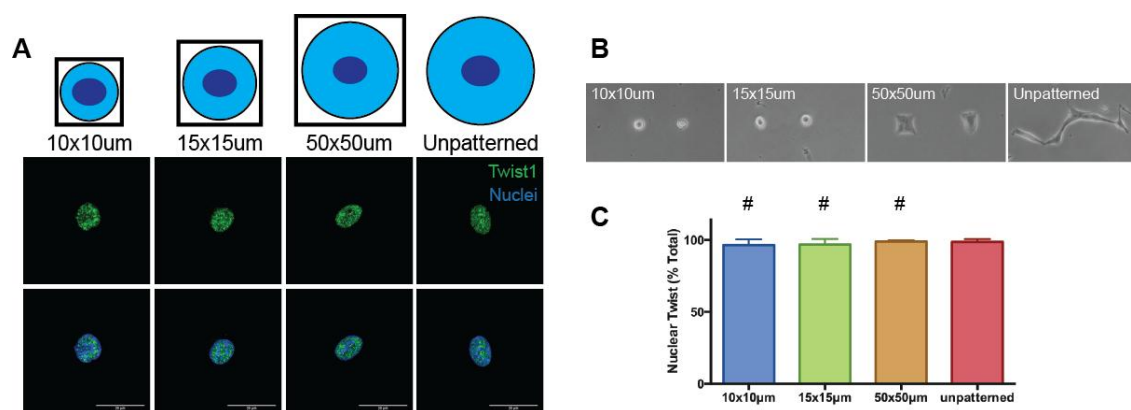 A
10x10um 15x15um 50x50um Unpatterned
Twist1
Nuclei
B
10x10um 15x15um 50x50um Unpatterned
C
# # #
Nuclear Twist (% Total)
100
50
0
10x10µm 15x15µm 50x50µm unpatterned